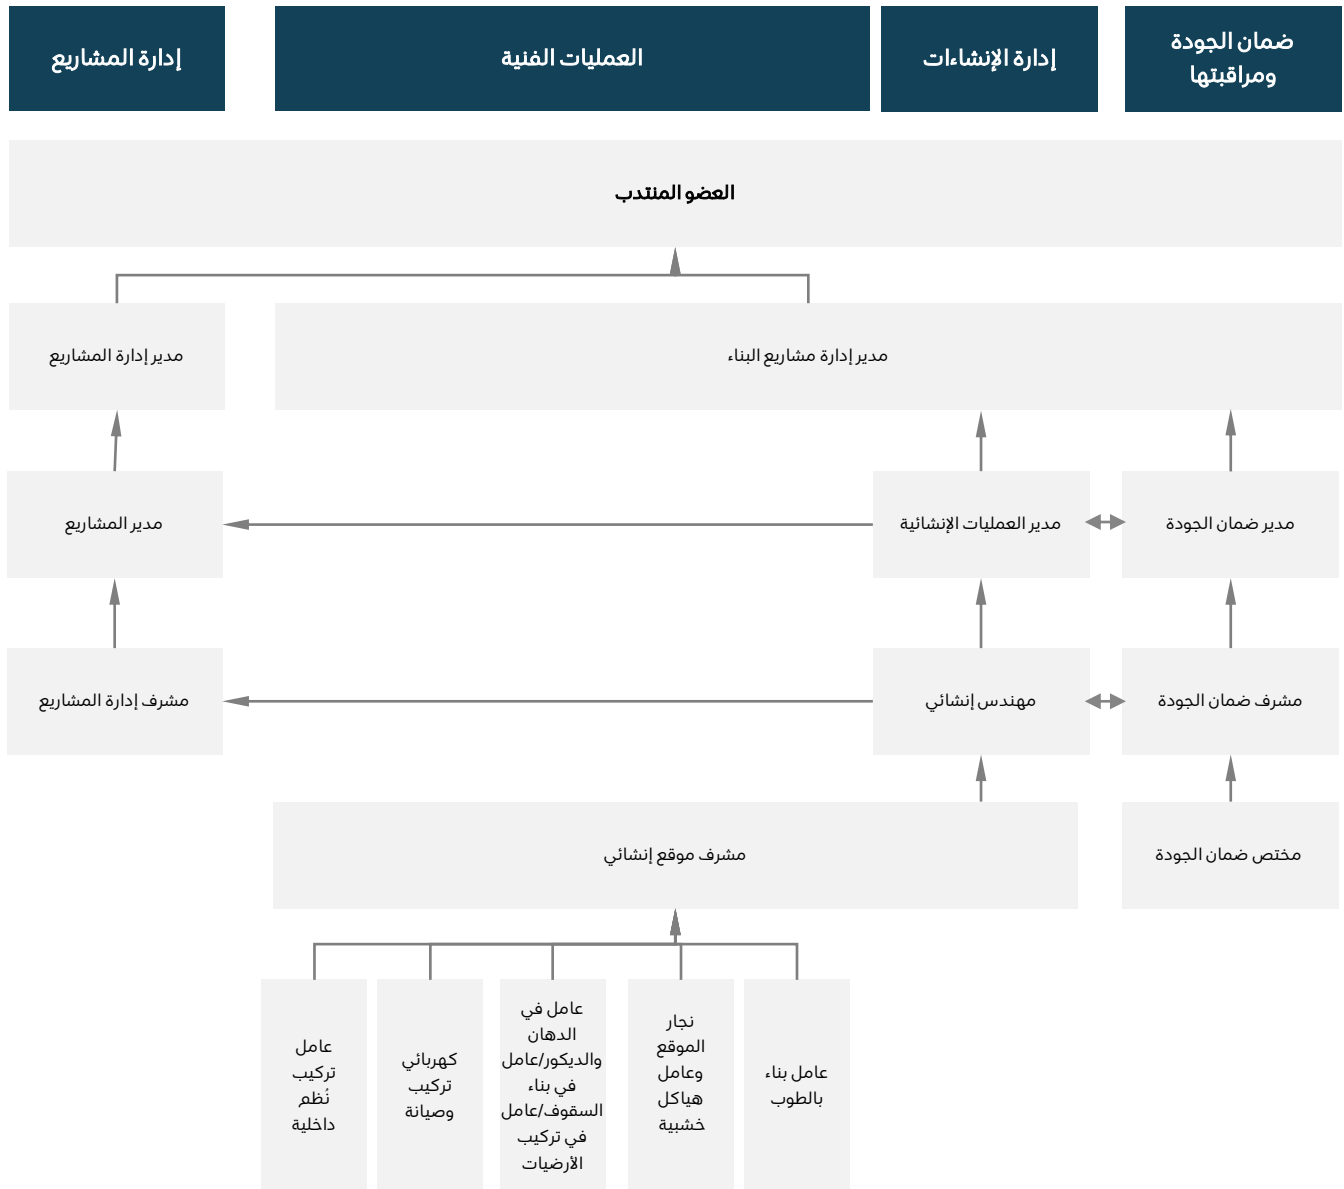 ضمان الجودة
ومراقبتها
إدارة الإنشاءات
العمليات الفنية
إدارة المشاريع
العضو المنتدب
مدير إدارة مشاريع البناء
مدير إدارة المشاريع
مدير ضمان الجودة
مدير العمليات الإنشائية
مدير المشاريع
مشرف ضمان الجودة
مهندس إنشائي
مشرف إدارة المشاريع
مختص ضمان الجودة
مشرف موقع إنشائي
عامل بناء
بالطوب
نجار
الموقع
وعامل
هياكل
خشبية
عامل في
الدهان
والديكور/عامل
في بناء
السقوف/عامل
في تركيب
الأرضيات
كهربائي
تركيب
وصيانة
عامل
تركيب
نُظم
داخلية